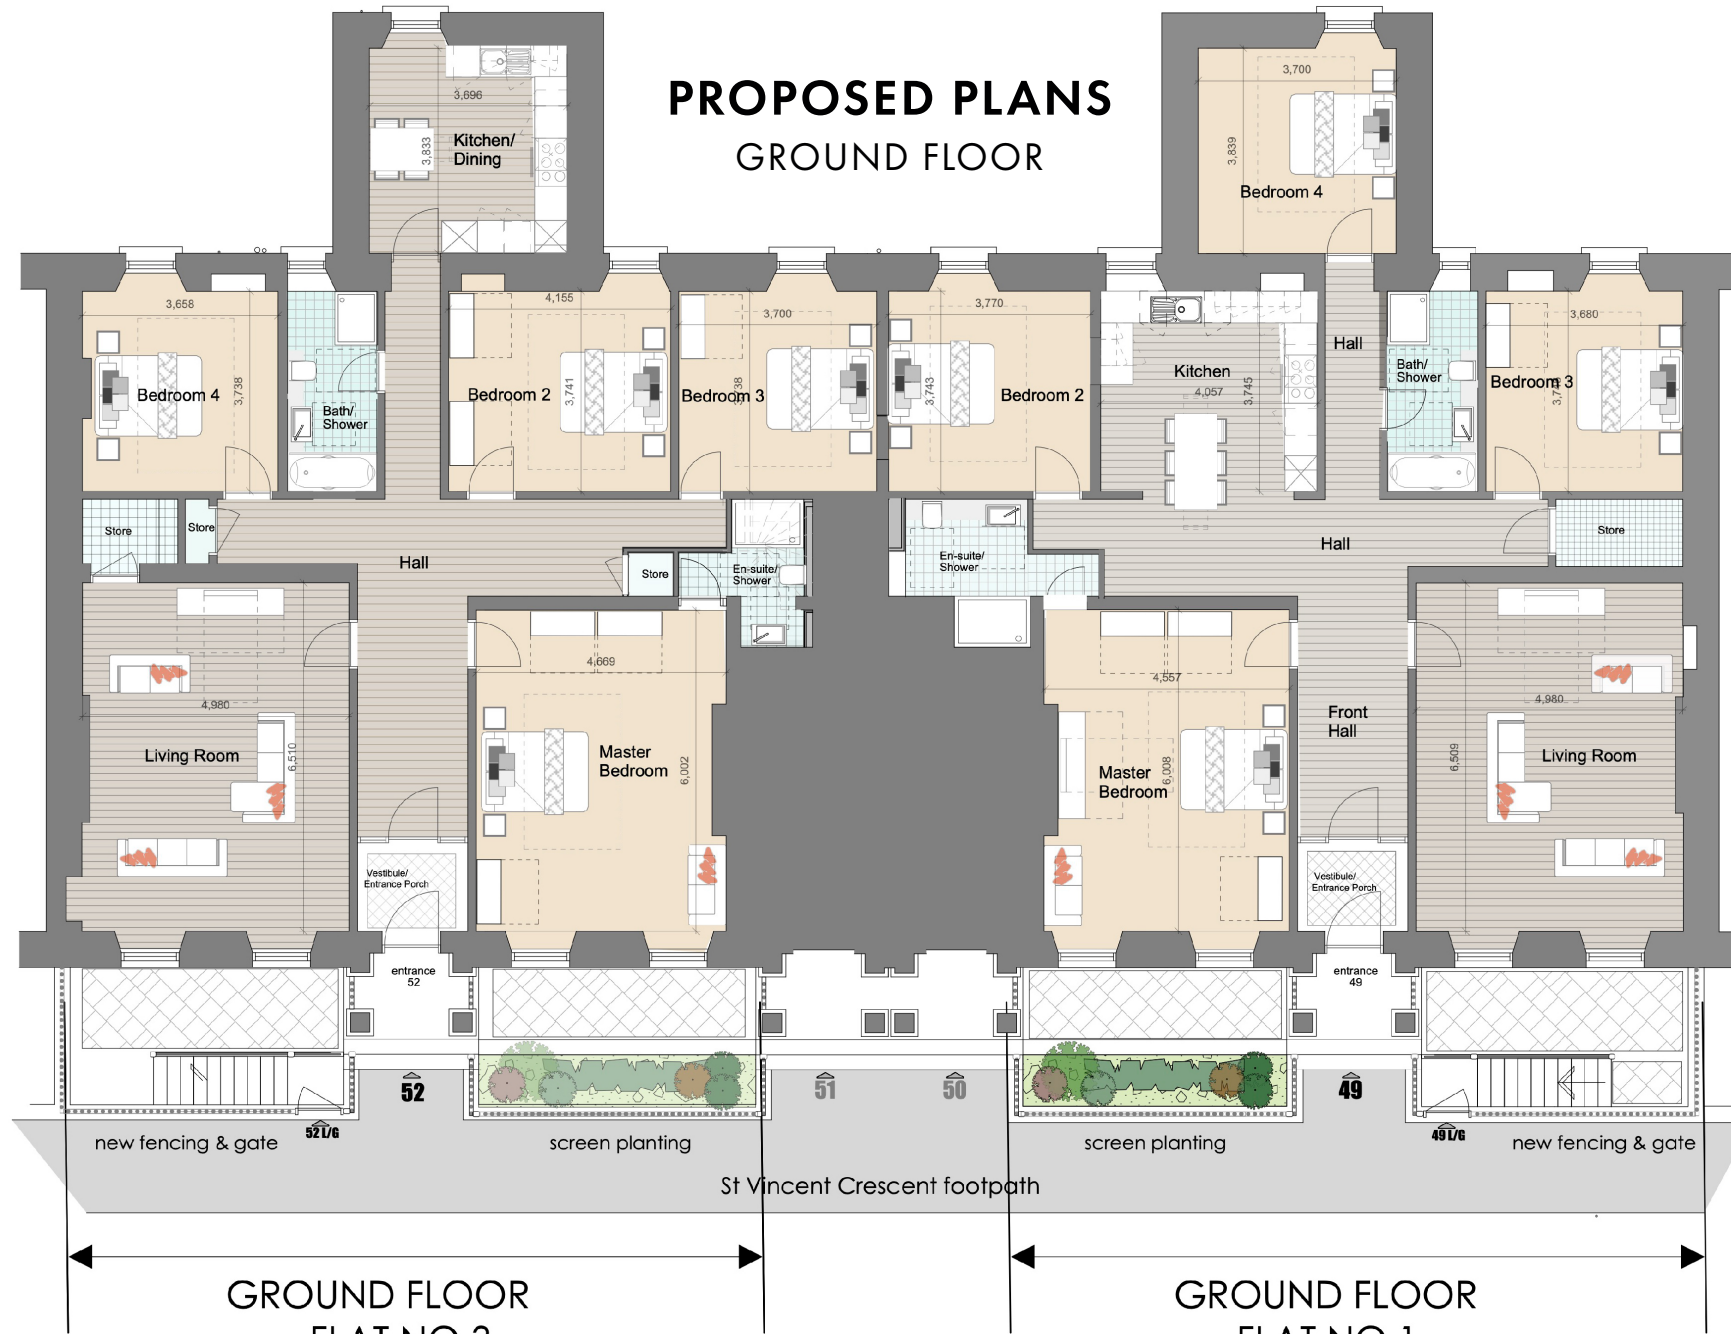 PROPOSED PLANS
GROUND FLOOR
3,696
3,833
Kitchen/
Dining
3,700
3,839
Bedroom 4
3,658
3,738
Bedroom 4
Bath/
Shower
4,155
3,741
Bedroom 2
3,700
Bedroom 3
3,770
3,743
Bedroom 2
Kitchen
4,057
3,745
Hall
Bath/
Shower
3,680
Bedroom 3
Store
Store
Hall
Store
En-suite/
Shower
En-suite/
Shower
Hall
Store
4,980
6,510
Living Room
4,669
6,002
Master
Bedroom
4,557
6,008
Master
Bedroom
Front
Hall
4,980
6,509
Living Room
Vestibule/
Entrance Porch
Vestibule/
Entrance Porch
entrance
52
entrance
49
52
51
50
49
52 L/G
49 L/G
new fencing & gate
screen planting
screen planting
new fencing & gate
St Vincent Crescent footpath
GROUND FLOOR
FLAT NO
GROUND FLOOR
FLAT NO 1